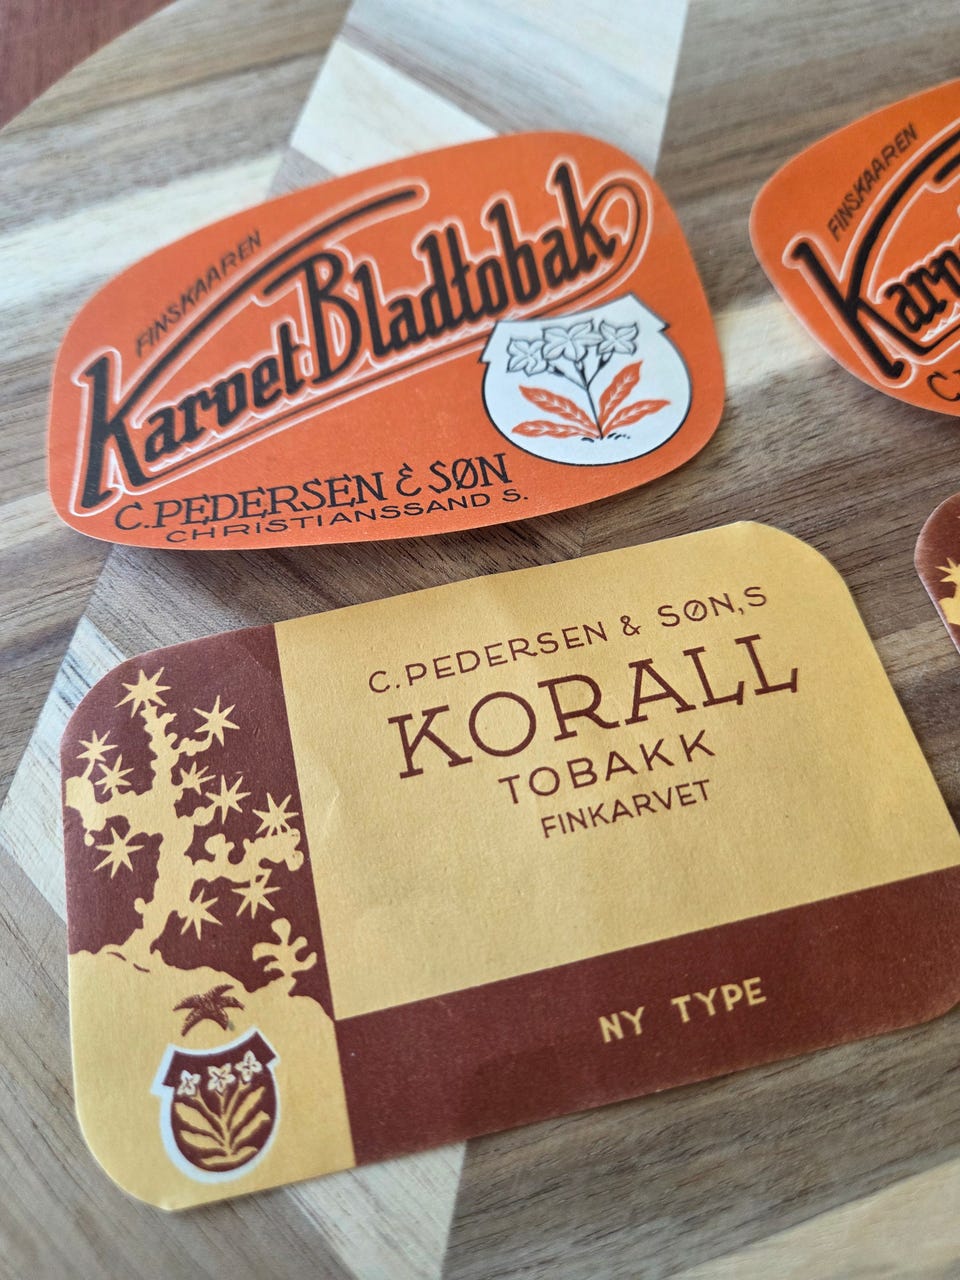 FINSKAAREN
Karvet Bladtobak
C. PEDERSEN & SØN
CHRISTIANSSAND S.
FINSKAAREN
C.PEDERSEN & SØN,S
KORALL
TOBAKK
FINKARVET
NY TYPE